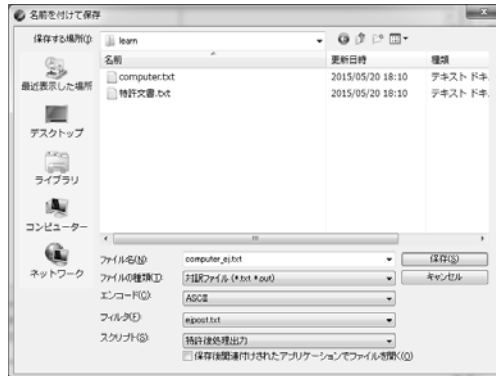 名前を付けて保存
保存する場所(I): learn
名前 更新日時 種類
computer.txt 2015/05/20 18:10 テキスト ドキ
特許文書.txt 2015/05/20 18:10 テキスト ドキ
最近表示した場所
デスクトップ
ライブラリ
コンピューター
ネットワーク
ファイル名(N): computer_ej.txt 保存(S)
ファイルの種類(T): 対訳ファイル (*.txt *.out) キャンセル
エンコード(C): ASCII
フィルタ(F): ejpost.txt
スクリプト(S): 特許後処理出力
保存後関連付けされたアプリケーションでファイルを開く(O)